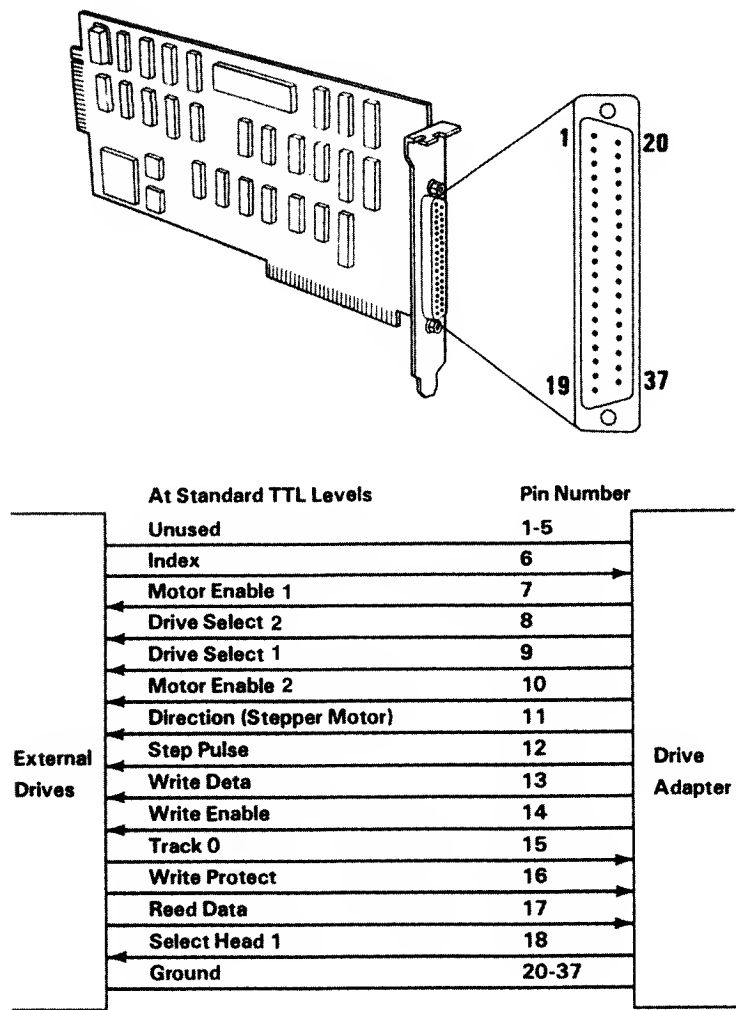 1 20
19 37
At Standard TTL Levels Pin Number
Unused 1-5
Index 6
Motor Enable 1 7
Drive Select 2 8
Drive Select 1 9
Motor Enable 2 10
Direction (Stepper Motor) 11
Step Pulse 12
Write Deta 13
Write Enable 14
Track 0 15
Write Protect 16
Reed Data 17
Select Head 1 18
Ground 20-37
External
Drives
Drive
Adapter